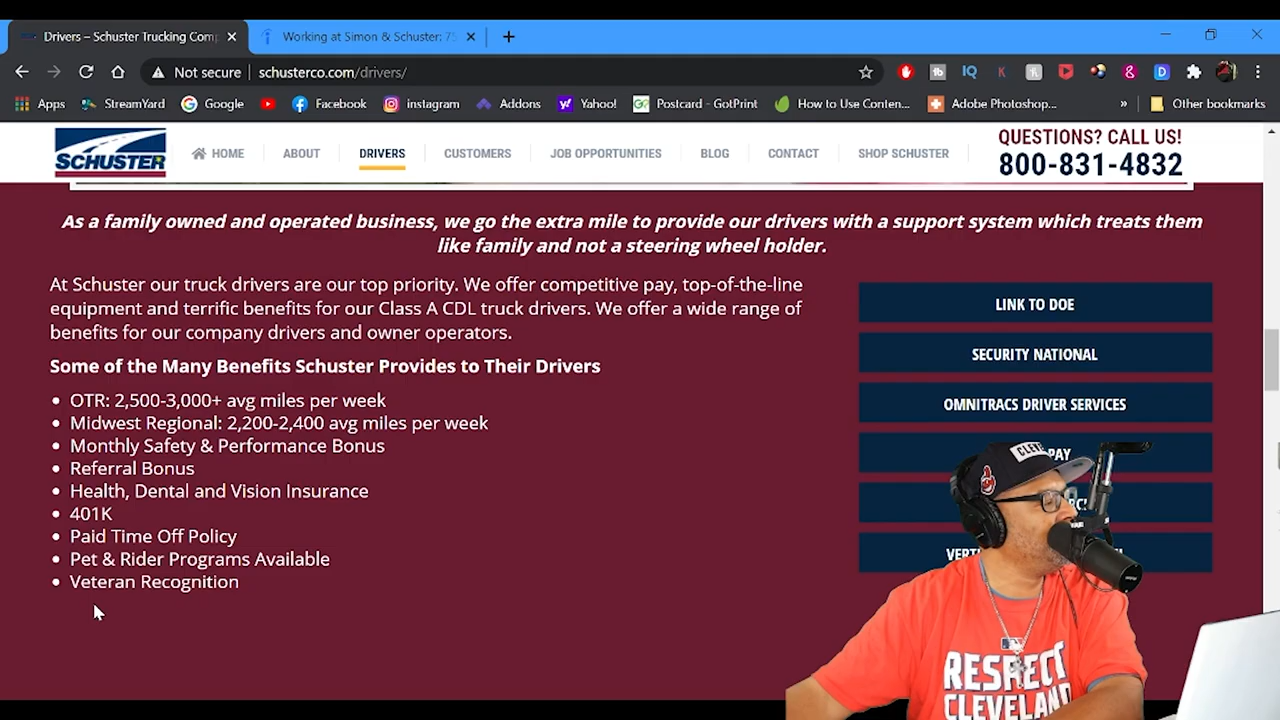 Drivers – Schuster Trucking Comp
Working at Simon & Schuster: 75
Not secure | schusterco.com/drivers/
Apps StreamYard Google Facebook instagram Addons Yahoo! Postcard - GotPrint How to Use Conten... Adobe Photoshop... » Other bookmarks
SCHUSTER
HOME ABOUT DRIVERS CUSTOMERS JOB OPPORTUNITIES BLOG CONTACT SHOP SCHUSTER
QUESTIONS? CALL US!
800-831-4832
As a family owned and operated business, we go the extra mile to provide our drivers with a support system which treats them
like family and not a steering wheel holder.
At Schuster our truck drivers are our top priority. We offer competitive pay, top-of-the-line
equipment and terrific benefits for our Class A CDL truck drivers. We offer a wide range of
benefits for our company drivers and owner operators.
Some of the Many Benefits Schuster Provides to Their Drivers
• OTR: 2,500-3,000+ avg miles per week
• Midwest Regional: 2,200-2,400 avg miles per week
• Monthly Safety & Performance Bonus
• Referral Bonus
• Health, Dental and Vision Insurance
• 401K
• Paid Time Off Policy
• Pet & Rider Programs Available
• Veteran Recognition
LINK TO DOE
SECURITY NATIONAL
OMNITRACS DRIVER SERVICES
PAY
RESPECT
CLEVELAND